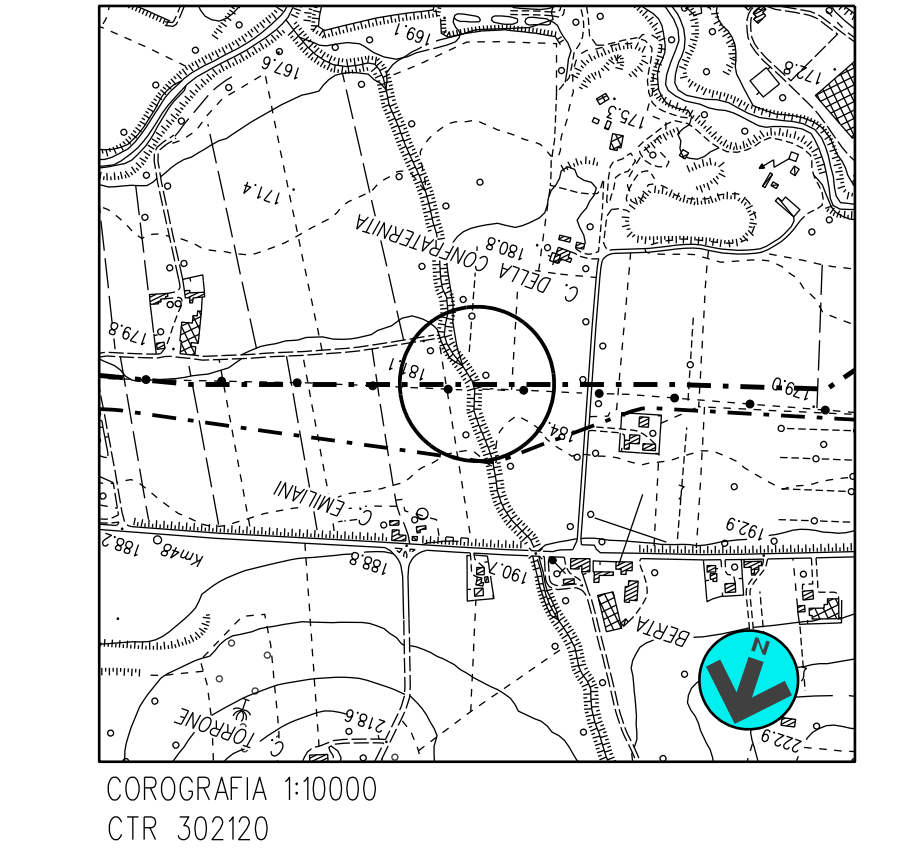 169.1
167.6
172.8
175.3
171.4
C. DELLA CONFRATERNITA
180.8
179.8
181.1
179.0
184.
C. EMILIANI
192.9
188.2
Km48
188.8
190.7
BERTA
N
C. TORRONE
218.6
222.9
COROGRAFIA 1:10000
CTR 302120